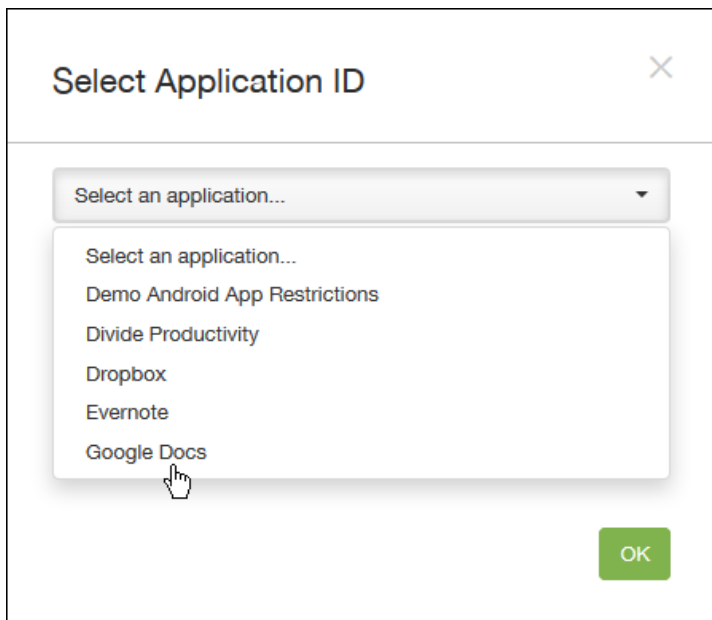 Select Application ID
Select an application...
Select an application...
Demo Android App Restrictions
Divide Productivity
Dropbox
Evernote
Google Docs
OK